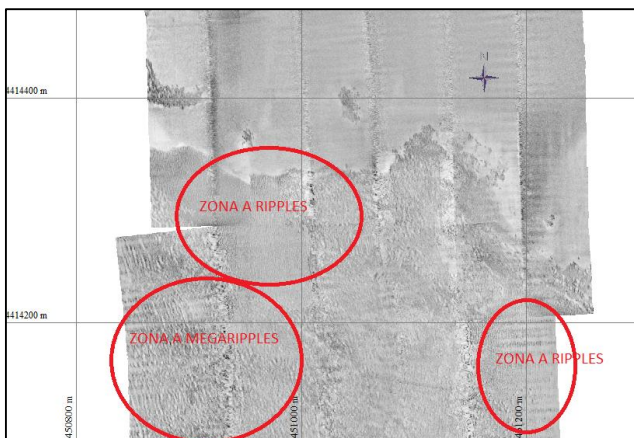 4414400 m
ZONA A RIPPLES
4414200 m
ZONA A MEGARIPPLES
ZONA A RIPPLES
450800 m
451000 m
451200 m